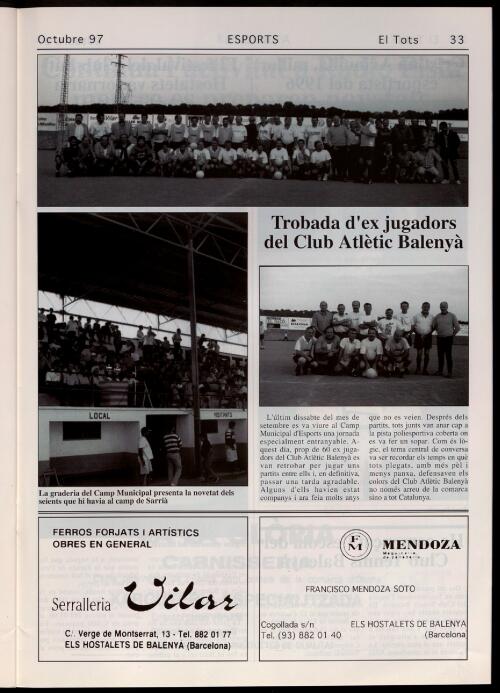 Octubre 97 ESPORTS El Tots 33
Trobada d'ex jugadors
del Club Atlètic Balenyà
LOCAL
VISITANTS
La graderia del Camp Municipal presenta la novetat dels
seients que hi havia al camp de Sarrià
L'últim dissabte del mes de
setembre es va viure al Camp
Municipal d'Esports una jornada
especialment entranyable. A-
quest dia, prop de 60 ex juga-
dors del Club Atlètic Balenyà es
van retrobar per jugar uns
partits entre ells i, en definitiva,
passar una tarda agradable.
Alguns d'ells havien estat
companys i ara feia molts anys
que no es veien. Després dels
partits, tots junts van anar cap a
la pista poliesportiva coberta on
es va fer un sopar. Com és lò-
gic, el tema central de conversa
va ser recordar els temps en què
tots plegats, amb més pèl i
menys panxa, defensaven els
colors del Club Atlètic Balenyà
no només arreu de la comarca
sino a tot Catalunya.
FERROS FORJATS I ARTÍSTICS
OBRES EN GENERAL
Serralleria Vilar
C/. Verge de Montserrat, 13 - Tel. 882 01 77
ELS HOSTALETS DE BALENYA (Barcelona)
FM MENDOZA
FRANCISCO MENDOZA SOTO
Cogollada s/n ELS HOSTALETS DE BALENYA
Tel. (93) 882 01 40 (Barcelona)